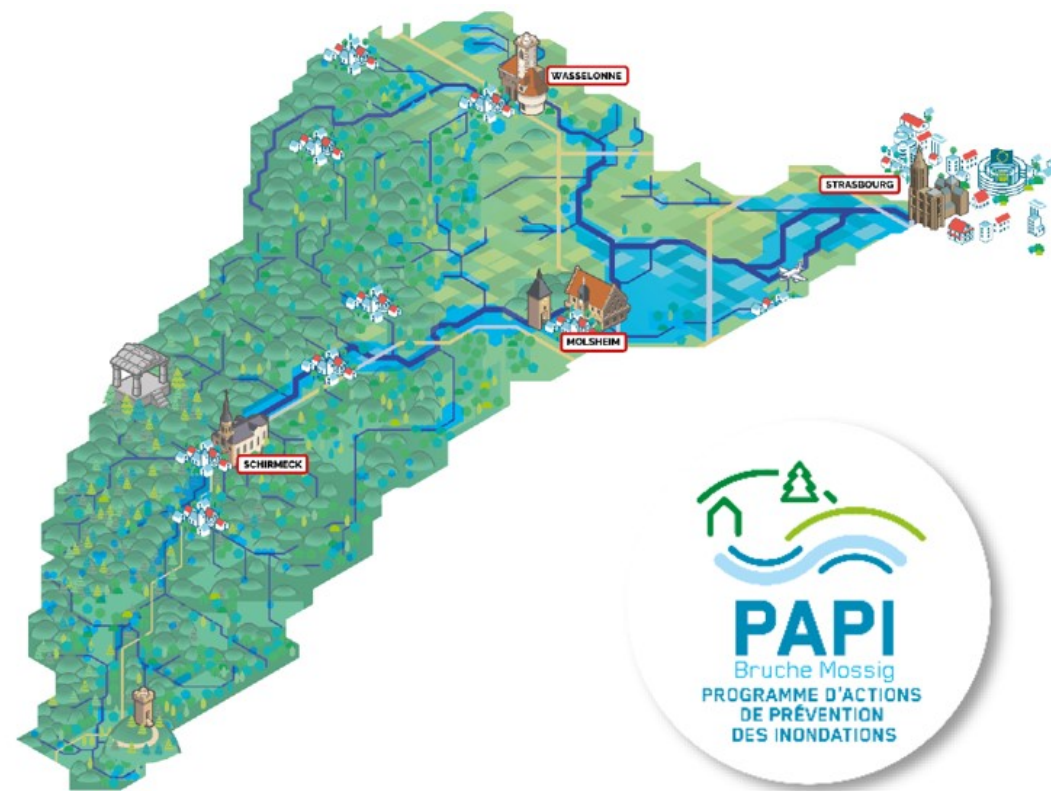 WASSELONNE
STRASBOURG
MOLSHEIM
SCHIRMECK
PAPI
Bruche Mossig
PROGRAMME D'ACTIONS
DE PRÉVENTION
DES INONDATIONS